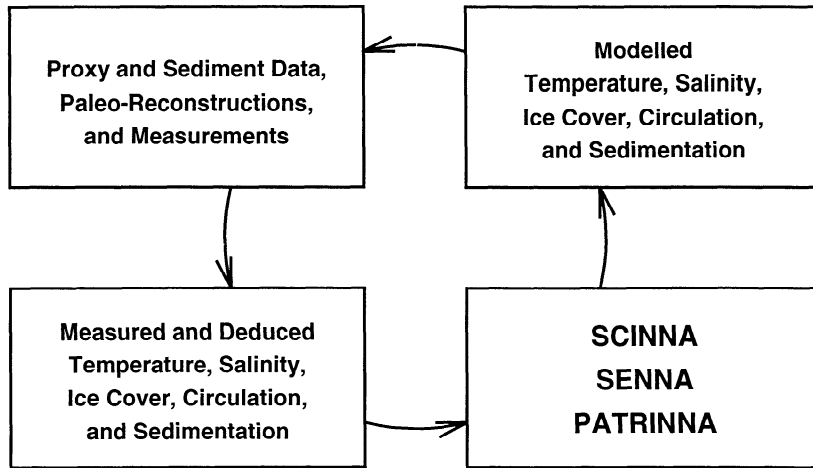 Proxy and Sediment Data,
Paleo-Reconstructions,
and Measurements
Modelled
Temperature, Salinity,
Ice Cover, Circulation,
and Sedimentation
Measured and Deduced
Temperature, Salinity,
Ice Cover, Circulation,
and Sedimentation
SCINNA
SENNA
PATRINNA